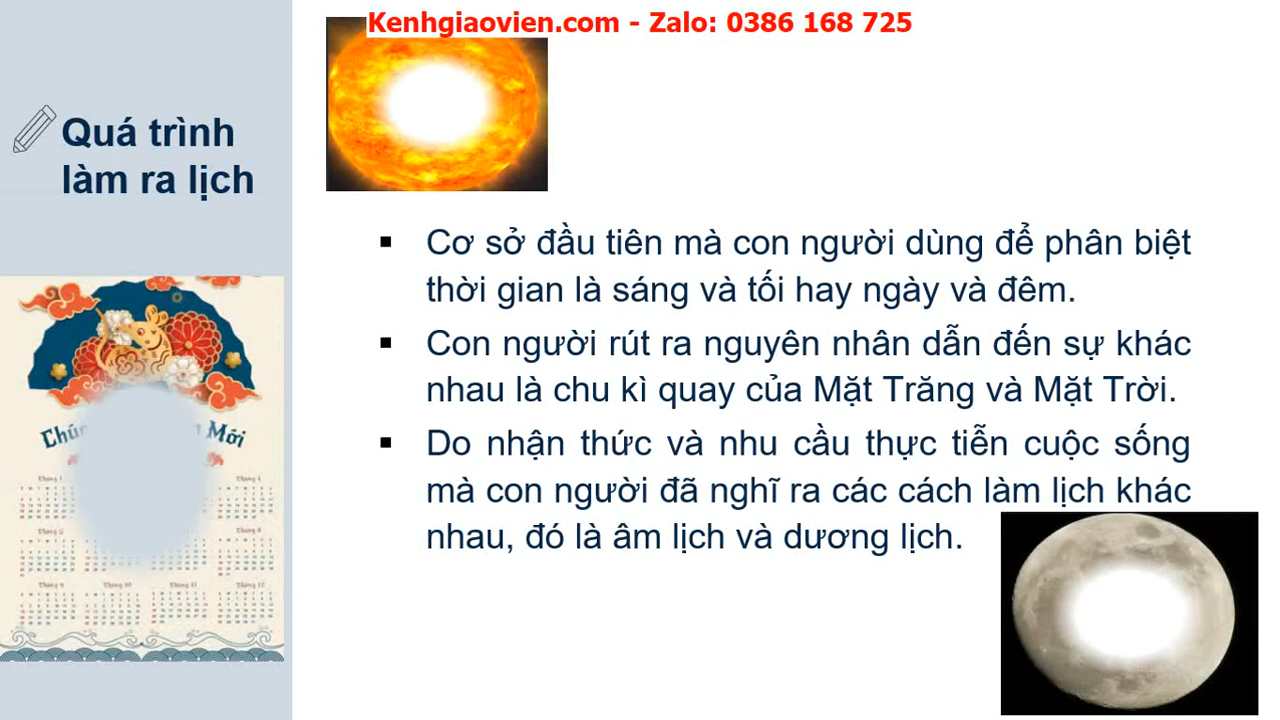 Kenhgiaovien.com - Zalo: 0386 168 725
Quá trình
làm ra lịch
Cơ sở đầu tiên mà con người dùng để phân biệt
thời gian là sáng và tối hay ngày và đêm.
Con người rút ra nguyên nhân dẫn đến sự khác
nhau là chu kì quay của Mặt Trăng và Mặt Trời.
Do nhận thức và nhu cầu thực tiễn cuộc sống
mà con người đã nghĩ ra các cách làm lịch khác
nhau, đó là âm lịch và dương lịch.
Mới